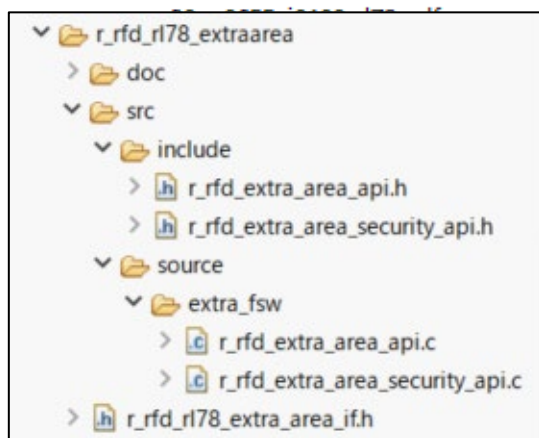 r_rfd_rl78_extraarea
doc
src
include
r_rfd_extra_area_api.h
r_rfd_extra_area_security_api.h
source
extra_fsw
r_rfd_extra_area_api.c
r_rfd_extra_area_security_api.c
r_rfd_rl78_extra_area_if.h